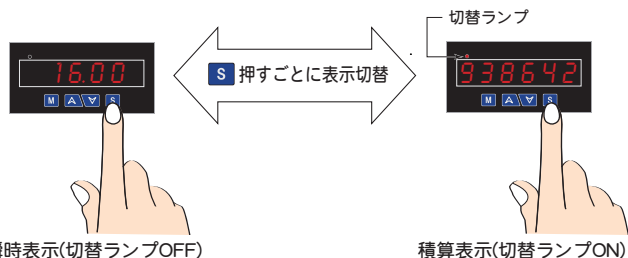 切替ランプ
16.00
S 押すごとに表示切替
938642
M S
M S
時表示(切替ランプOFF)
積算表示(切替ランプON)